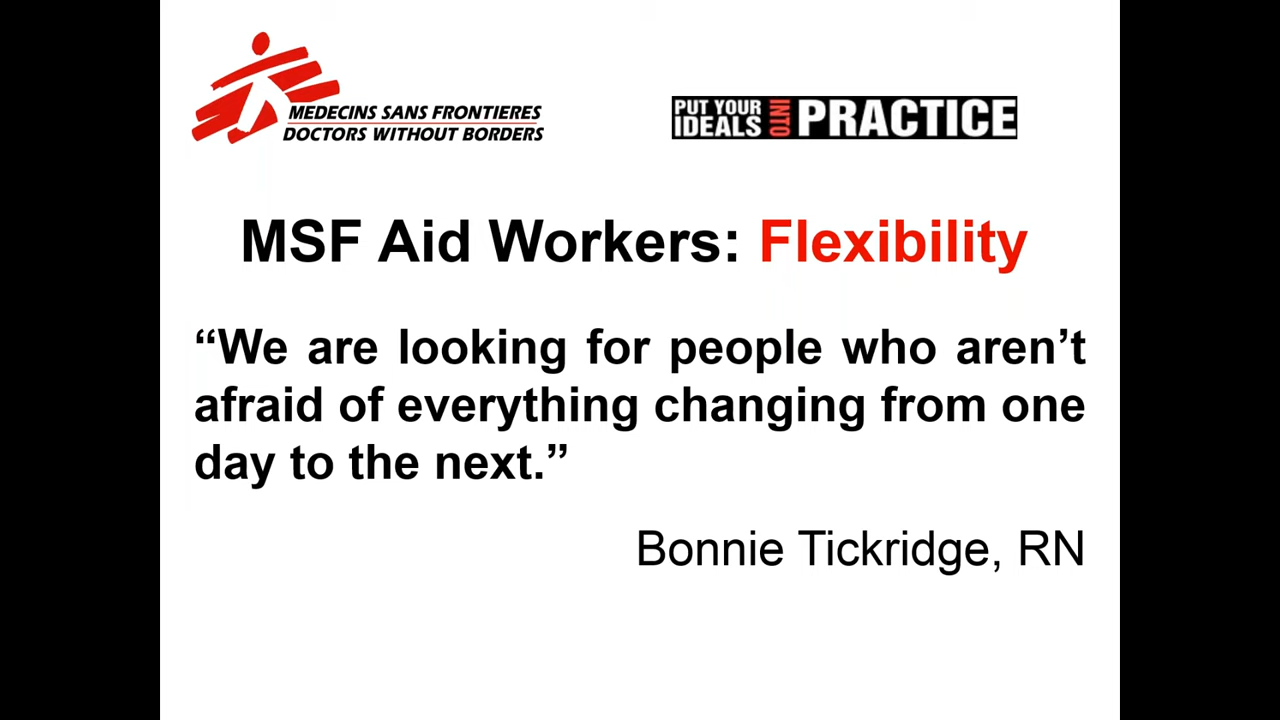 MEDECINS SANS FRONTIERES
DOCTORS WITHOUT BORDERS
PUT YOUR
IDEALS
INTO
PRACTICE
MSF Aid Workers: Flexibility
“We are looking for people who aren’t
afraid of everything changing from one
day to the next.”
Bonnie Tickridge, RN